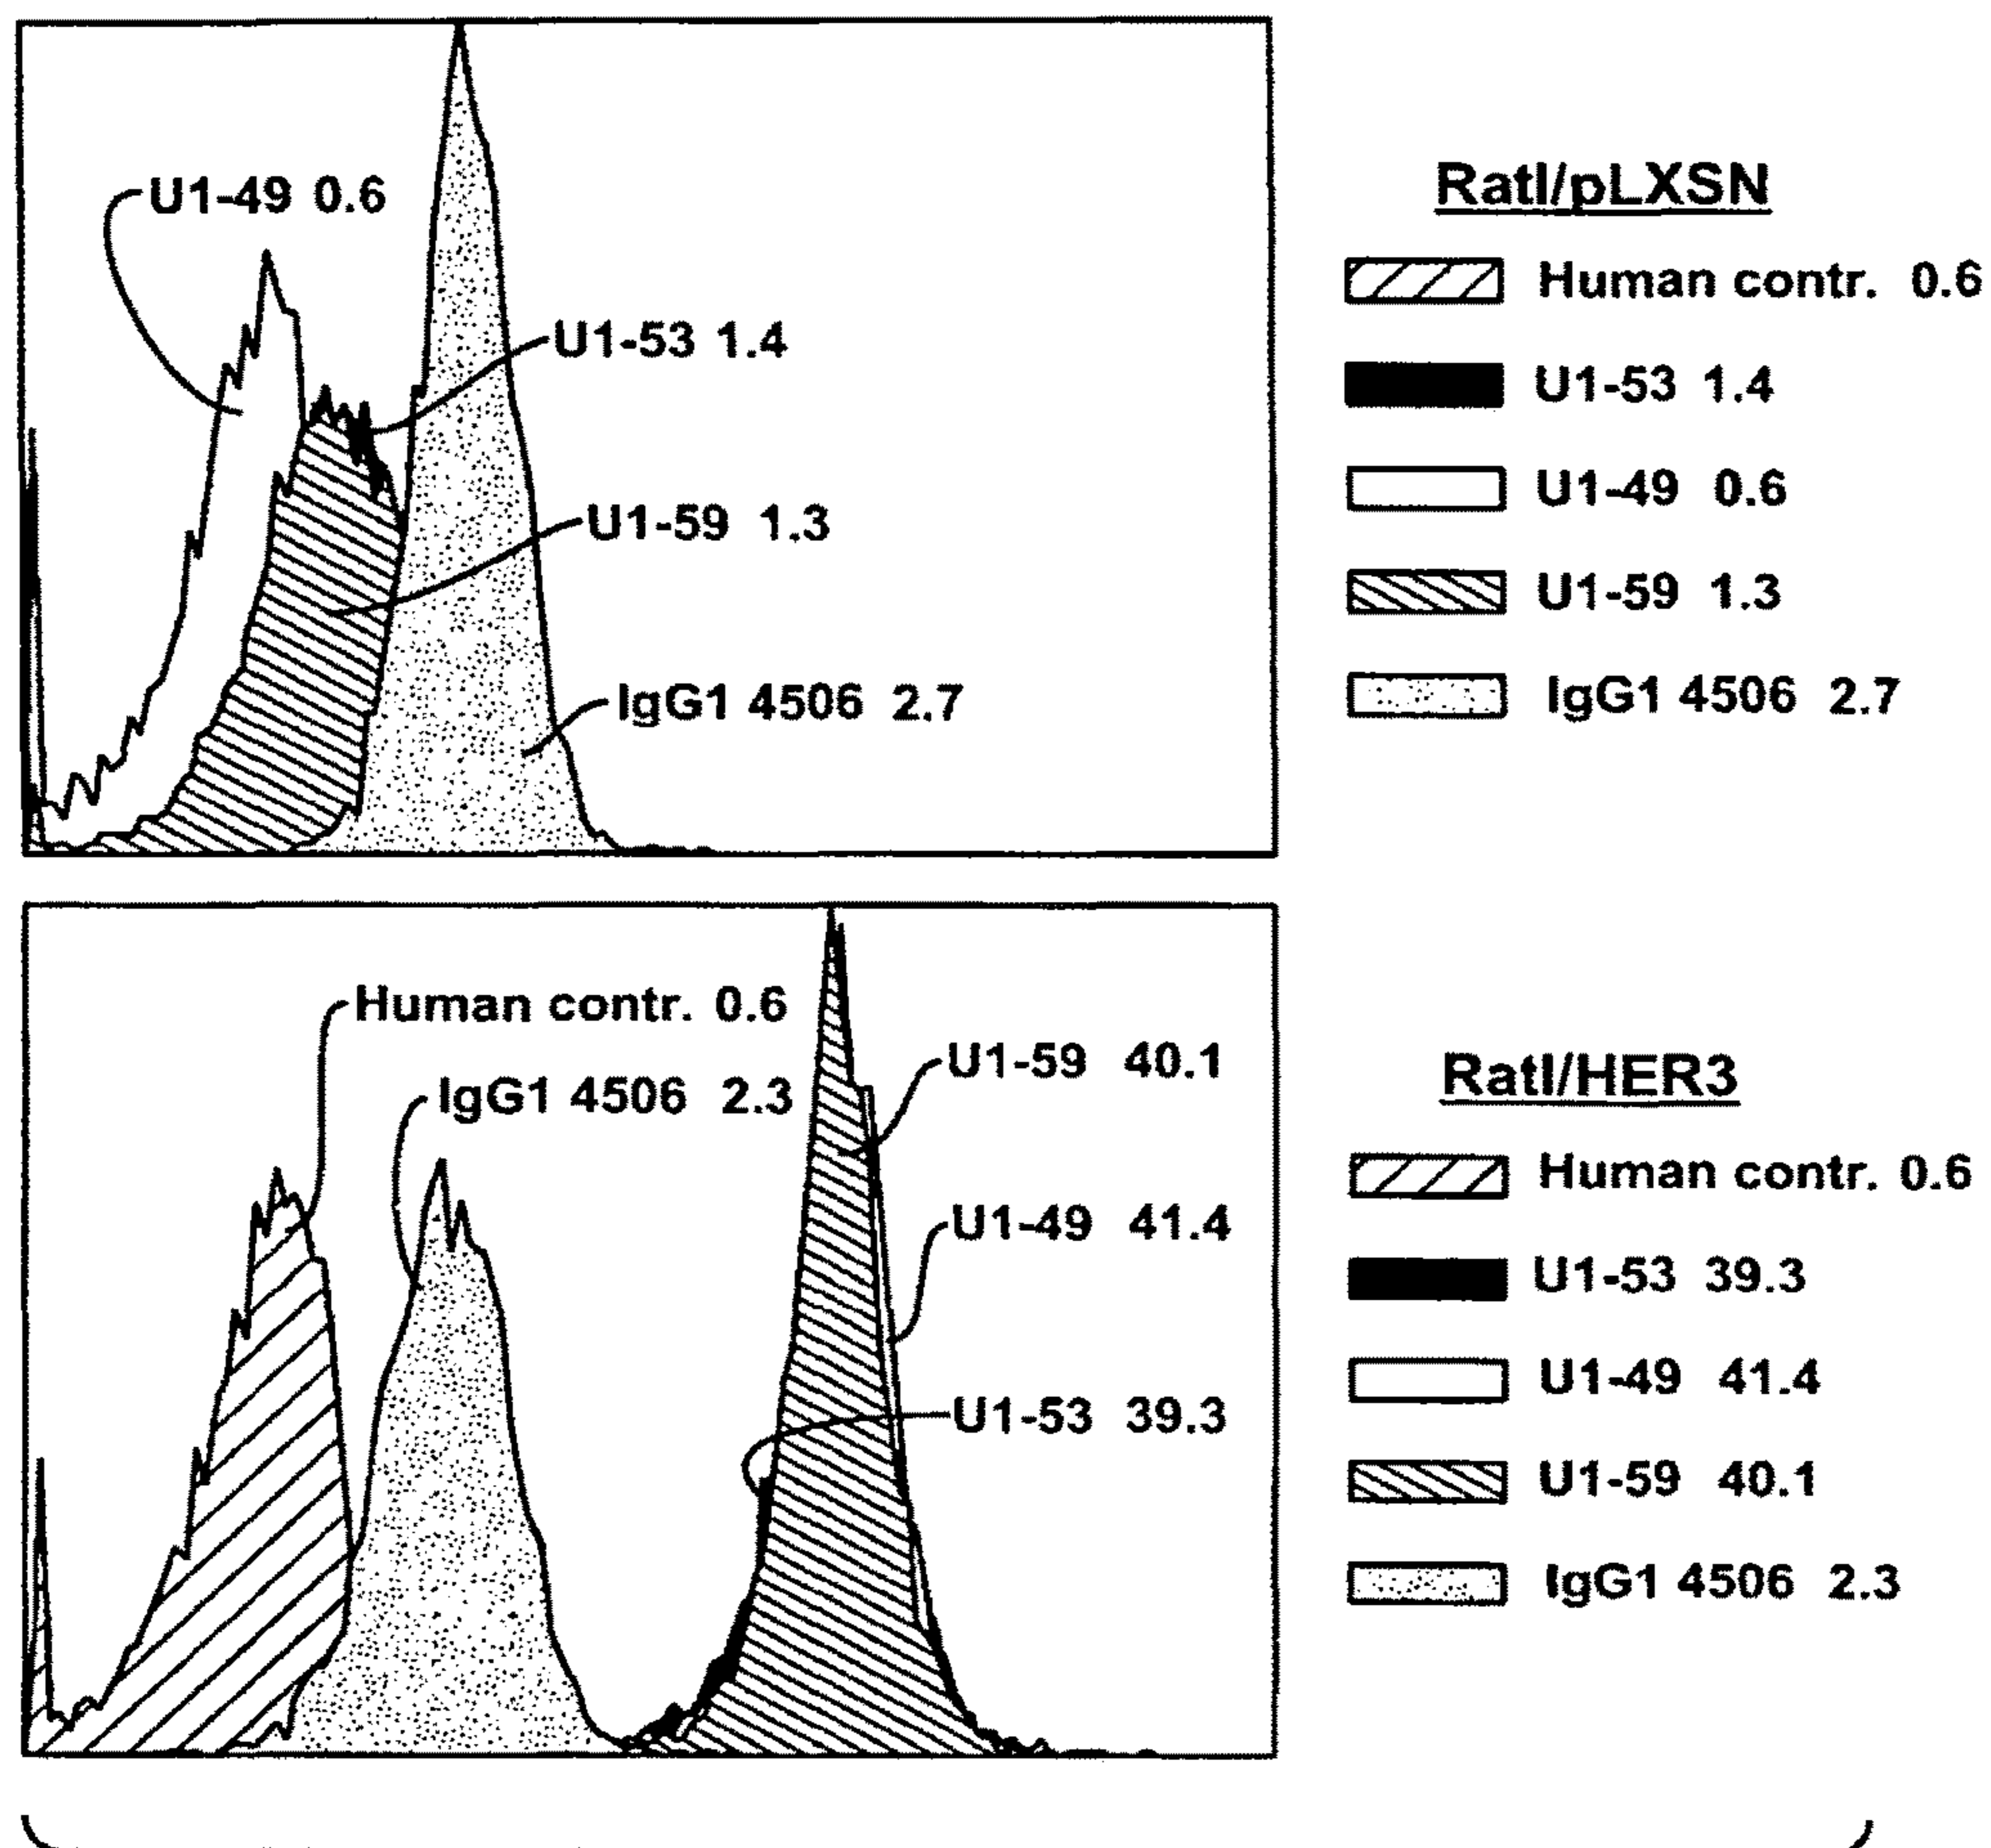 U1-49 0.6
U1-53 1.4
U1-59 1.3
IgG1 4506 2.7
RatI/pLXSN
Human contr. 0.6
U1-53 1.4
U1-49 0.6
U1-59 1.3
IgG1 4506 2.7
Human contr. 0.6
IgG1 4506 2.3
U1-59 40.1
U1-49 41.4
U1-53 39.3
RatI/HER3
Human contr. 0.6
U1-53 39.3
U1-49 41.4
U1-59 40.1
IgG1 4506 2.3